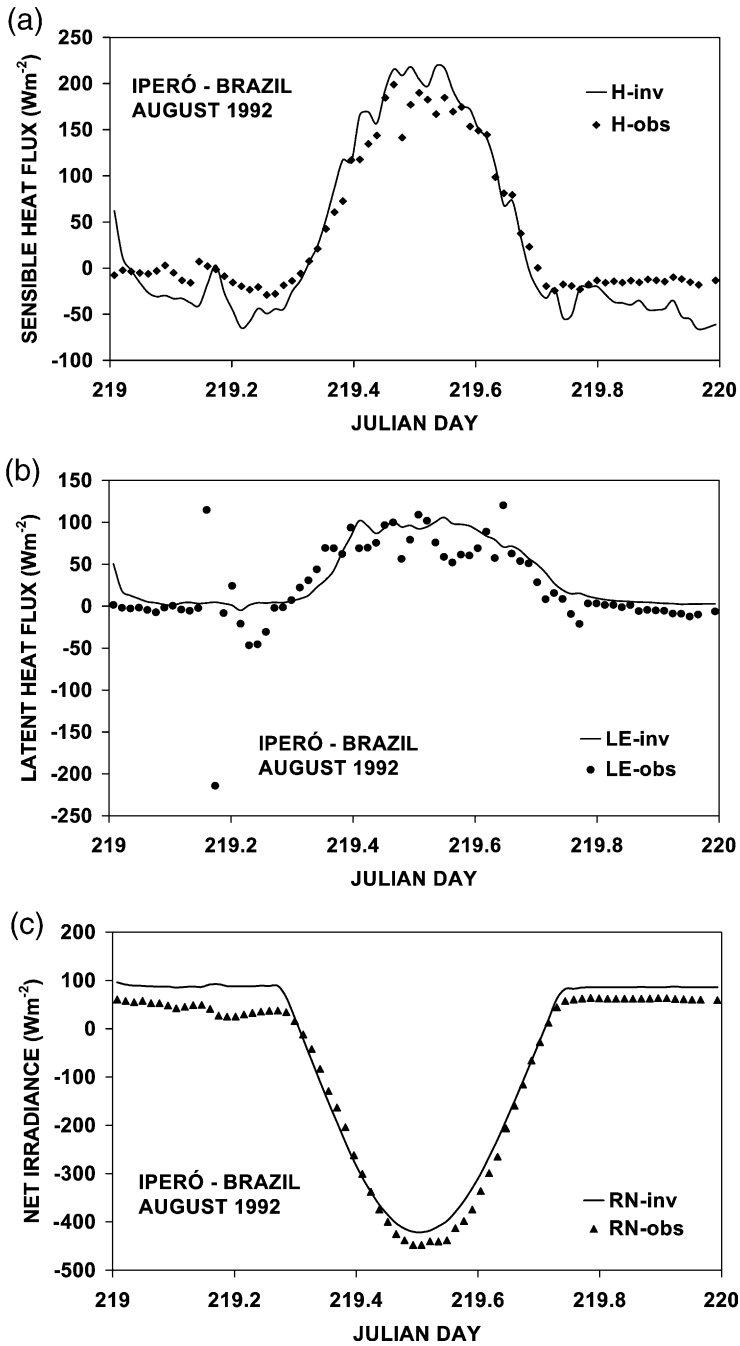 (a)
SENSIBLE HEAT FLUX (Wm⁻²)
250
200
150
100
50
0
-50
-100
IPERÓ - BRAZIL
AUGUST 1992
H-inv
H-obs
219 219.2 219.4 219.6 219.8 220
JULIAN DAY
(b)
LATENT HEAT FLUX (Wm⁻²)
150
100
50
0
-50
-100
-150
-200
-250
IPERÓ - BRAZIL
AUGUST 1992
LE-inv
LE-obs
219 219.2 219.4 219.6 219.8 220
JULIAN DAY
(c)
NET IRRADIANCE (Wm⁻²)
200
100
0
-100
-200
-300
-400
-500
IPERÓ - BRAZIL
AUGUST 1992
RN-inv
RN-obs
219 219.2 219.4 219.6 219.8 220
JULIAN DAY